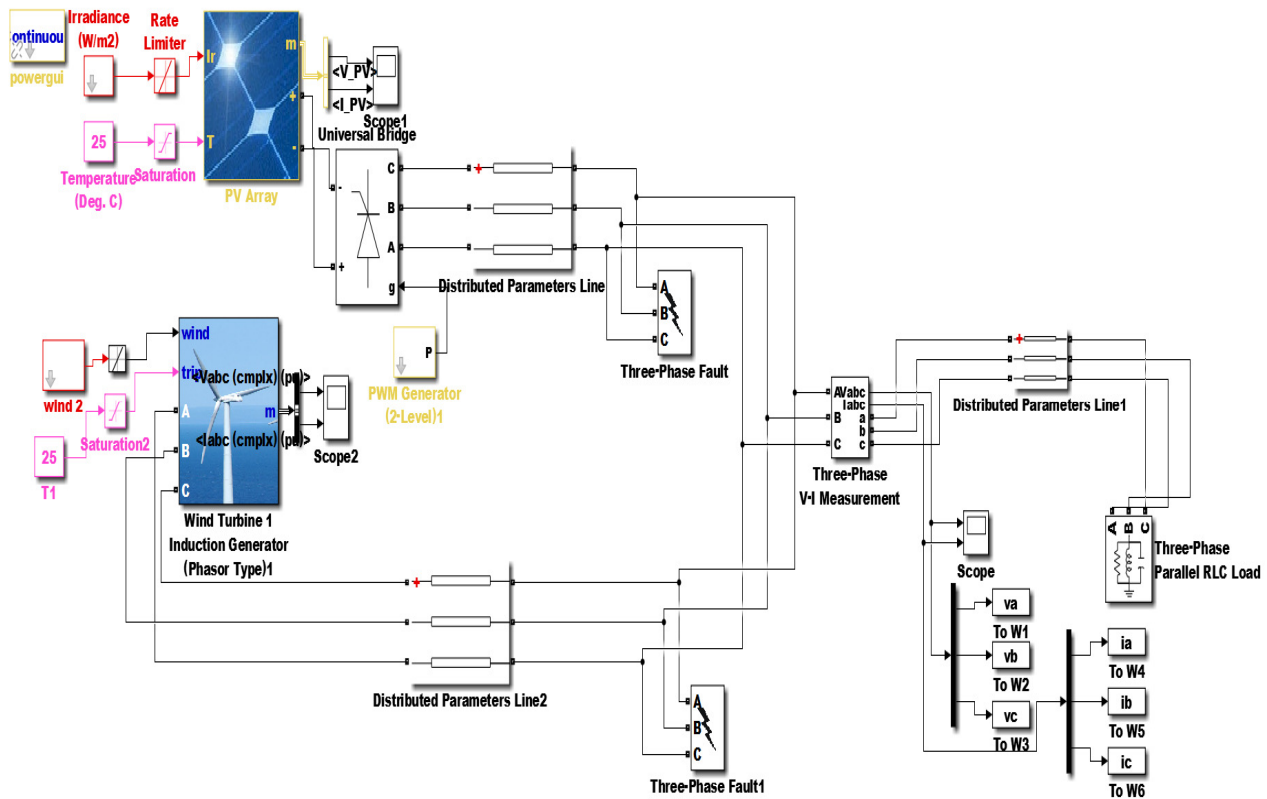 Irradiance
(W/m2)
Rate
Limiter
ontinuou
powergui
Ir
T
m
+
-
<V_PV>
<I_PV>
Scope1
25
Temperature
(Deg. C)
Saturation
PV Array
Universal Bridge
-
+
C
B
A
g
+
Distributed Parameters Line
A
B
C
Three-Phase Fault
P
PWM Generator
(2-Level)1
wind 2
25
T1
Saturation2
wind
trip
A
B
C
m
<Vabc (cmplx) (pu)>
<Iabc (cmplx) (pu)>
Scope2
Wind Turbine 1
Induction Generator
(Phasor Type)1
+
Distributed Parameters Line2
A
B
C
Three-Phase Fault1
A
B
C
Vabc
Iabc
a
b
c
Three-Phase
V-I Measurement
+
Distributed Parameters Line1
A B C
Three-Phase
Parallel RLC Load
Scope
va
To W1
vb
To W2
vc
To W3
ia
To W4
ib
To W5
ic
To W6